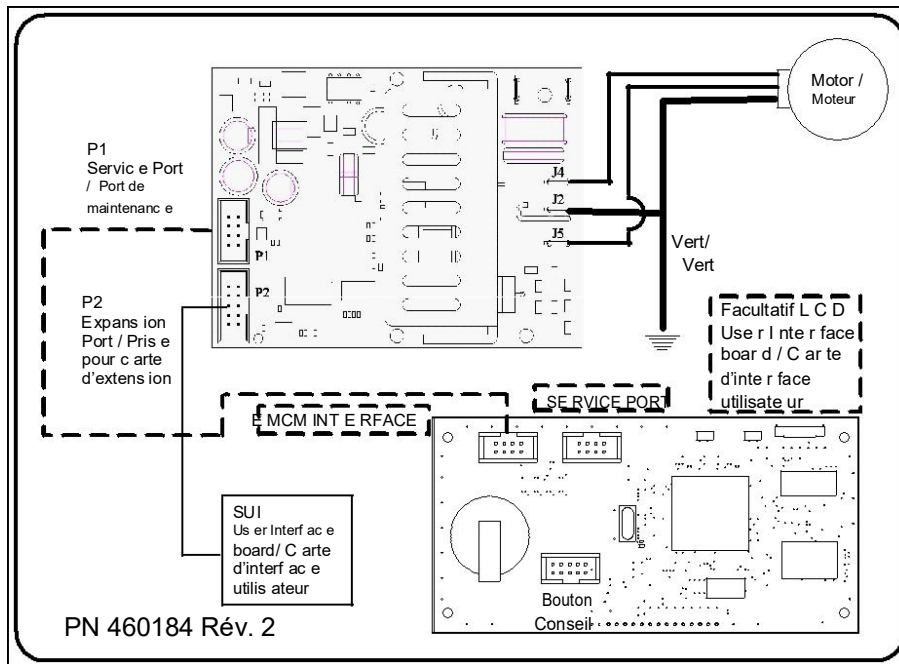 Motor /
Moteur
P1
Servic e Port
/ Port de
maintenanc e
J4
J2
J5
P1
P2
Vert/
Vert
P2
Expans ion
Port / Pris e
pour c arte
d'extens ion
Facultatif L C D
Use r I nte r face
boar d / C ar te
d'inte r face
utilisate ur
SE RVICE PORT
E MCM INT E RFACE
SUI
Us er Interf ac e
board/ C arte
d'interf ac e
utilis ateur
Bouton
Conseil
PN 460184 Rév. 2